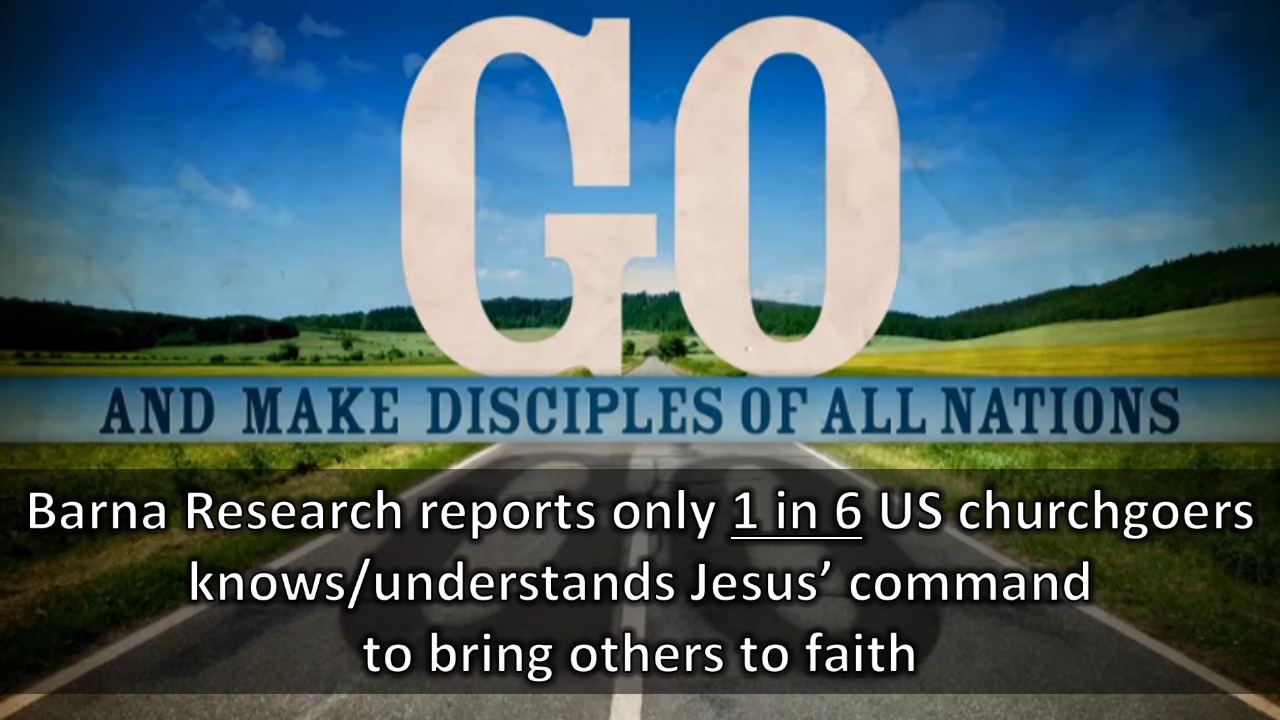 GO
AND MAKE DISCIPLES OF ALL NATIONS
Barna Research reports only 1 in 6 US churchgoers
knows/understands Jesus’ command
to bring others to faith